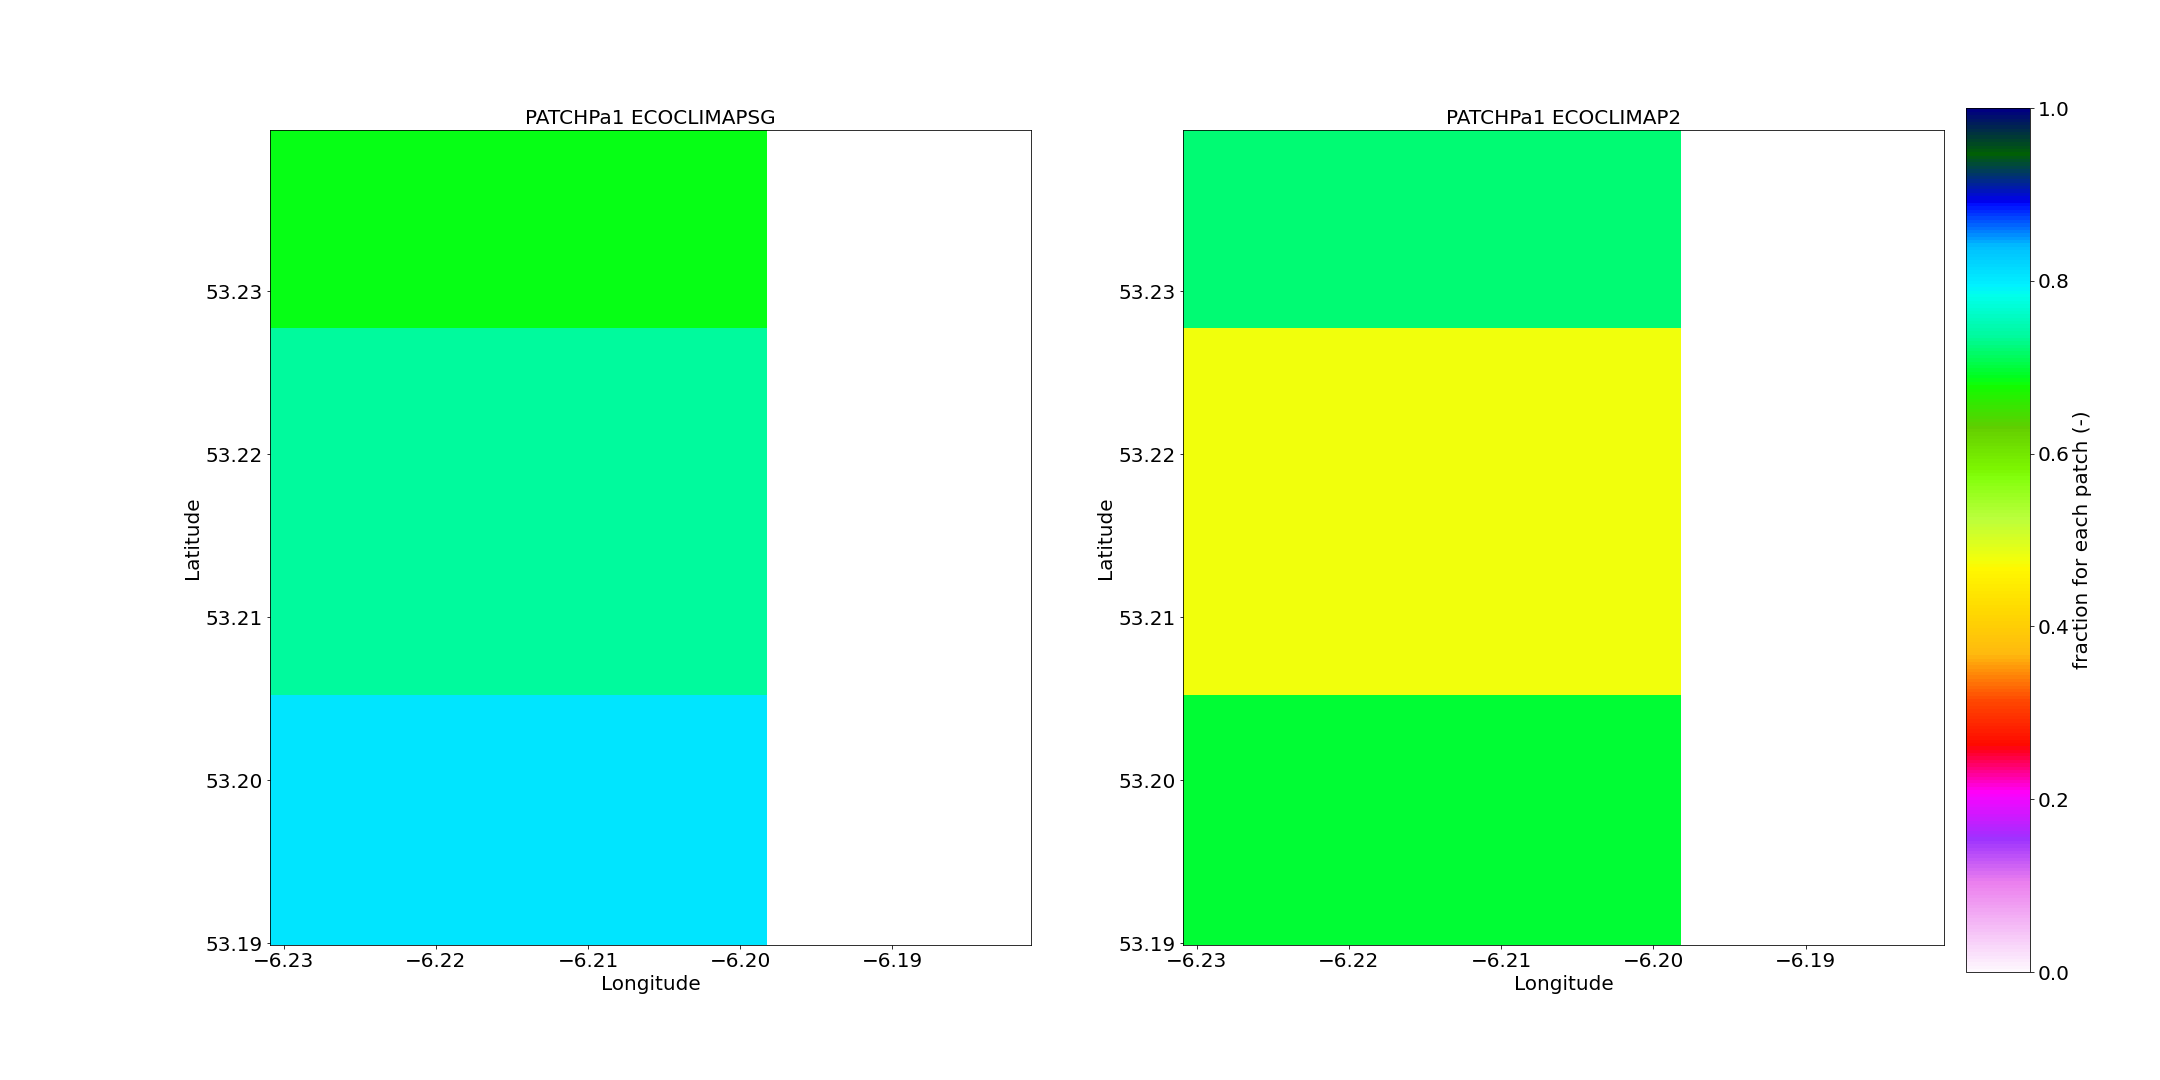 PATCHPa1 ECOCLIMAPSG
53.23
53.22
53.21
53.20
53.19
Latitude
−6.23 −6.22 −6.21 −6.20 −6.19
Longitude
PATCHPa1 ECOCLIMAP2
53.23
53.22
53.21
53.20
53.19
Latitude
−6.23 −6.22 −6.21 −6.20 −6.19
Longitude
1.0
0.8
0.6
0.4
0.2
0.0
fraction for each patch (-)